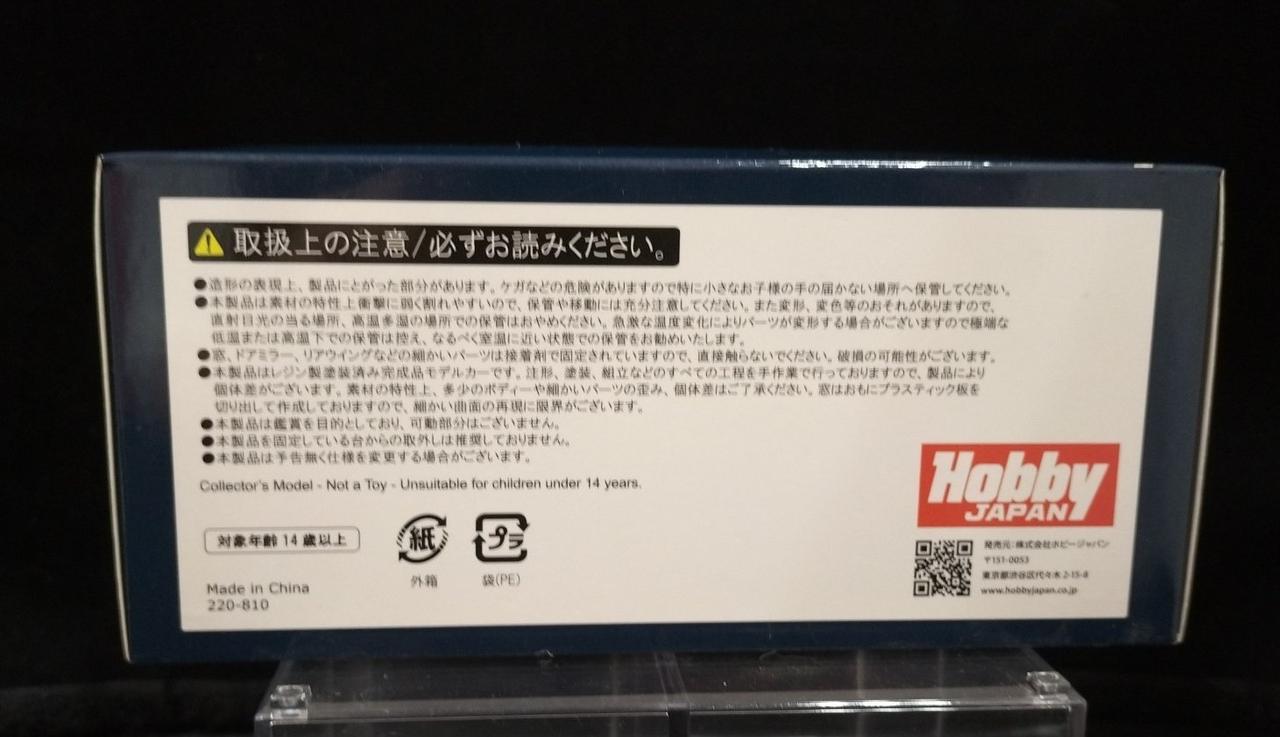 取扱上の注意/必ずお読みください。
●造形の表現上、製品にとがった部分があります。ケガなどの危険がありますので特に小さなお子様の手の届かない場所へ保管してください。
●本製品は素材の特性上衝撃に弱く割れやすいので、保管や移動には充分注意してください。また変形、変色等のおそれがありますので、
直射日光の当る場所、高温多湿の場所での保管はおやめください。急激な温度変化によりパーツが変形する場合がございますので極端な
低温または高温下での保管は控え、なるべく室温に近い状態での保管をお勧めいたします。
●窓、ドアミラー、リアウイングなどの細かいパーツは接着剤で固定されていますので、直接触らないでください。破損の可能性がございます。
●本製品はレジン製塗装済み完成品モデルカーです。注形、塗装、組立などのすべての工程を手作業で行っておりますので、製品により
個体差がございます。素材の特性上、多少のボディーや細かいパーツの歪み、個体差はご了承ください。窓はおもにプラスティック板を
切り出して作成しておりますので、細かい曲面の再現に限界がございます。
●本製品は鑑賞を目的としており、可動部分はございません。
●本製品を固定している台からの取外しは推奨しておりません。
●本製品は予告無く仕様を変更する場合がございます。
Collector's Model - Not a Toy - Unsuitable for children under 14 years.
対象年齢14歳以上
紙
外箱
プラ
袋(PE)
Made in China
220-810
Hobby
JAPAN
発売元:株式会社ホビージャパン
〒151-0053
東京都渋谷区代々木2-15-8
www.hobbyjapan.co.jp